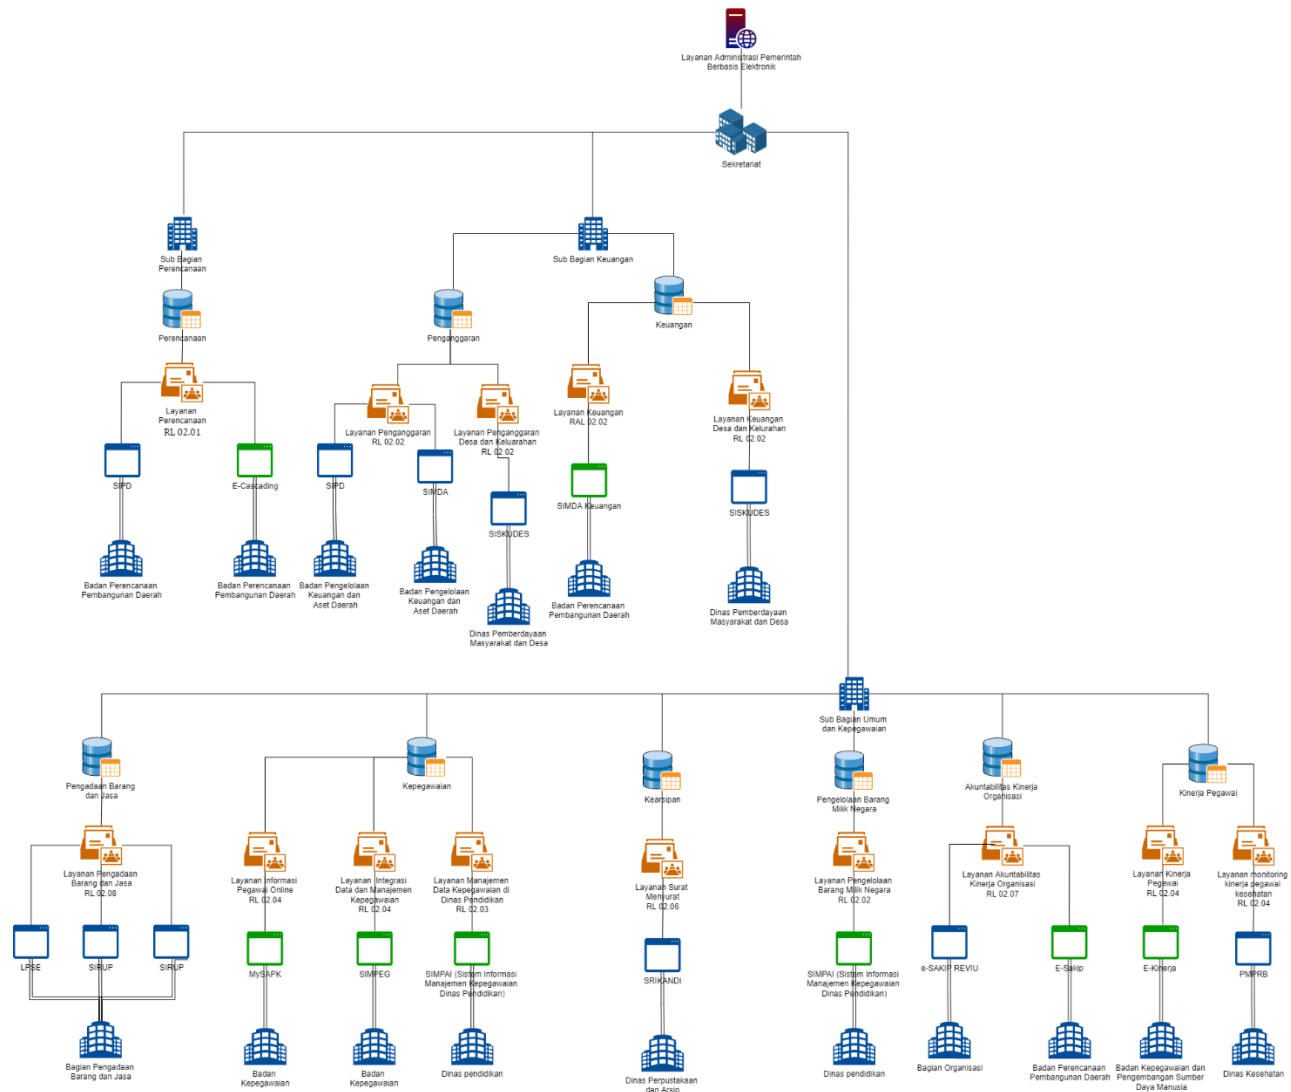 Layanan Administrasi Pemerintah
Berbasis Elektronik
Sekretariat
Sub Bagian
Perencanaan
Sub Bagian Keuangan
Perencanaan
Penganggaran
Keuangan
Layanan
Perencanaan
RL 02.01
Layanan Penganggaran
RL 02.02
Layanan Penganggaran
Desa dan Keluarahan
RL 02.02
Layanan Keuangan
RAL 02.02
Layanan Keuangan
Desa dan Kelurahan
RL 02.02
SIPD
E-Cascading
SIPD
SIMDA
SISKUDES
SIMDA Keuangan
SISKUDES
Badan Perencanaan
Pembangunan Daerah
Badan Perencanaan
Pembangunan Daerah
Badan Pengelolaan
Keuangan dan
Aset Daerah
Badan Pengelolaan
Keuangan dan
Aset Daerah
Dinas Pemberdayaan
Masyarakat dan Desa
Badan Perencanaan
Pembangunan Daerah
Dinas Pemberdayaan
Masyarakat dan Desa
Sub Bagian Umum
dan Kepegawaian
Pengadaan Barang
dan Jasa
Kepegawaian
Kearsipan
Pengelolaan Barang
Milik Negara
Akuntabilitas Kinerja
Organisasi
Kinerja Pegawai
Layanan Pengadaan
Barang dan Jasa
RL 02.08
Layanan Informasi
Pegawai Online
RL 02.04
Layanan Integrasi
Data dan Manajemen
Kepegawaian
RL 02.04
Layanan Manajemen
Data Kepegawaian di
Dinas Pendidikan
RL 02.03
Layanan Surat
Menyurat
RL 02.06
Layanan Pengelolaan
Barang Milik Negara
RL 02.02
Layanan Akuntabilitas
Kinerja Organisasi
RL 02.07
Layanan Kinerja
Pegawai
RL 02.04
Layanan monitoring
kinerja pegawai
kesehatan
RL 02.04
LPSE
SIRUP
SIRUP
MySAPK
SIMPEG
SIMPAI (Sistem Informasi
Manajemen Kepegawaian
Dinas Pendidikan)
SRIKANDI
SIMPAI (Sistem Informasi
Manajemen Kepegawaian
Dinas Pendidikan)
e-SAKIP REVIU
E-Sakip
E-Kinerja
PMPRB
Bagian Pengadaan
Barang dan Jasa
Badan
Kepegawaian
Badan
Kepegawaian
Dinas pendidikan
Dinas Perpustakaan
dan Arsip
Dinas pendidikan
Bagian Organisasi
Badan Perencanaan
Pembangunan Daerah
Badan Kepegawaian dan
Pengembangan Sumber
Daya Manusia
Dinas Kesehatan